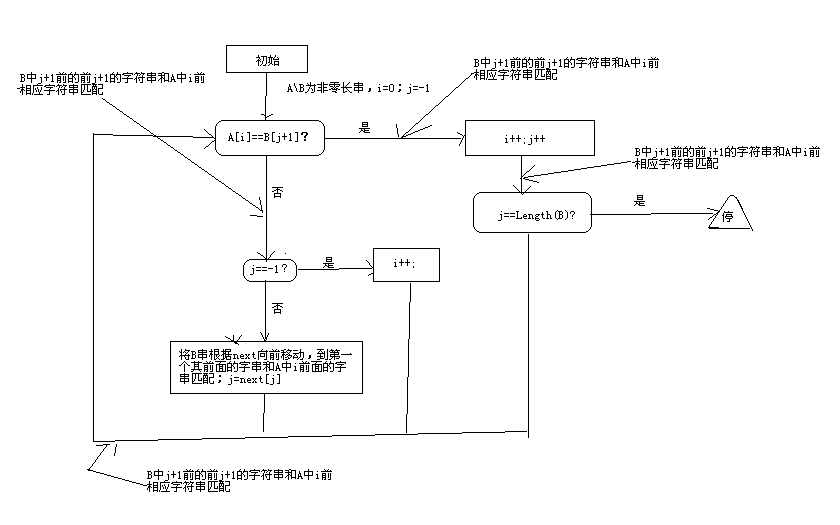 初始
B中j+1前的前j+1的字符串和A中i前
相应字符串匹配
A\B为非零长串，i=0；j=-1
B中j+1前的前j+1的字符串和A中i前
相应字符串匹配
A[i]==B[j+1]？
是
i++;j++
B中j+1前的前j+1的字符串和A中i前
相应字符串匹配
否
j==Length(B)?
是
停
j==-1？
是
i++;
否
将B串根据next向前移动，到第一
个其前面的字串和A中i前面的字
串匹配；j=next[j]
B中j+1前的前j+1的字符串和A中i前
相应字符串匹配